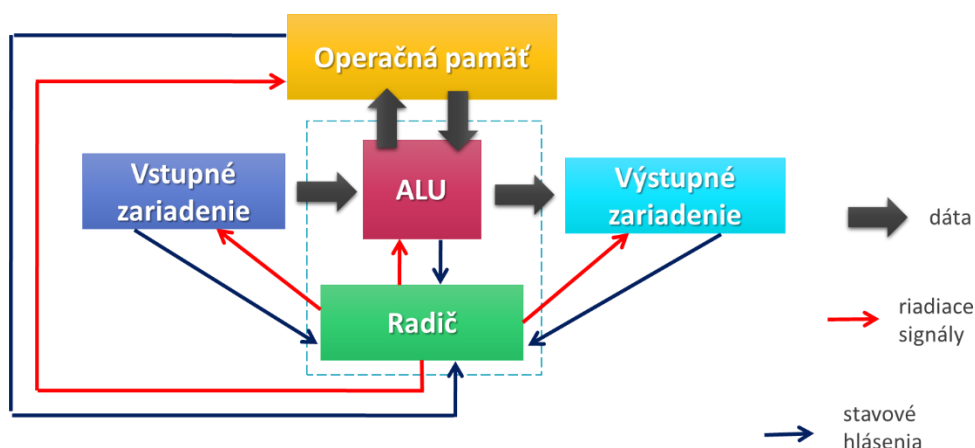 Operačná pamäť
Vstupné
zariadenie
ALU
Výstupné
zariadenie
dáta
Radič
riadiace
signály
stavové
hlásenia